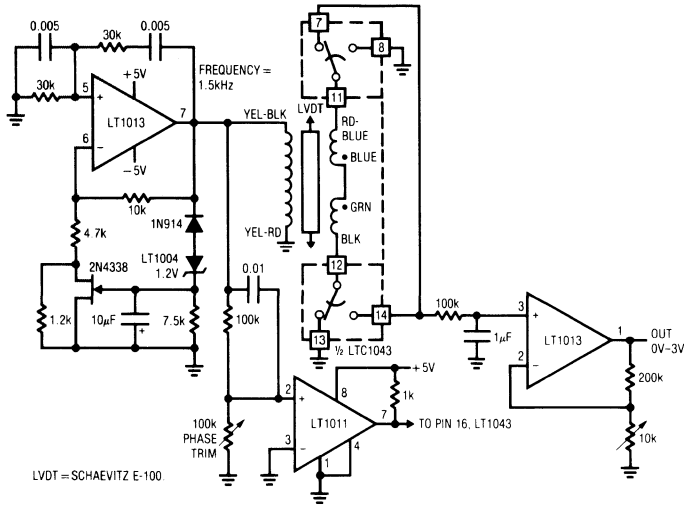 0.005
30k
0.005
30k
5
+
+5V
LT1013
7
6
−
−5V
FREQUENCY =
1.5kHz
10k
1N914
4.7k
LT1004
1.2V
2N4338
1.2k
10μF
+
7.5k
YEL-BLK
YEL-RD
LVDT
7
8
11
RD-
BLUE
BLUE
GRN
BLK
12
14
13
½ LTC1043
0.01
100k
100k
PHASE
TRIM
2
+
8
LT1011
3
−
1
4
7
+5V
1k
TO PIN 16, LT1043
100k
1μF
3
+
LT1013
1
2
−
OUT
0V-3V
200k
10k
LVDT = SCHAEVITZ E-100.